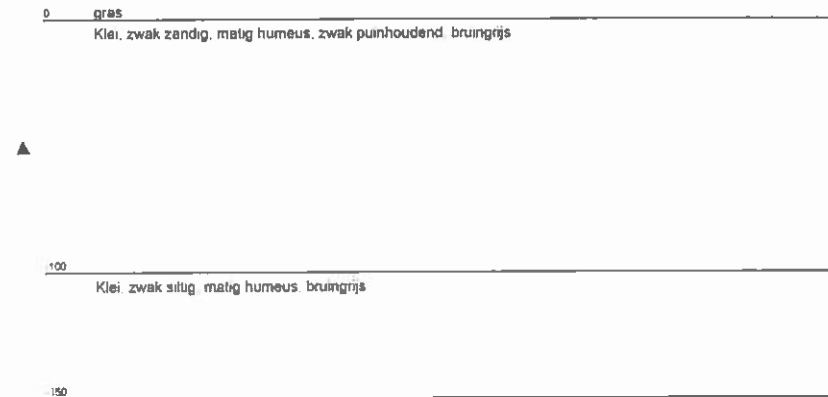 0 gras
Klei, zwak zandig, matig humeus, zwak puinhoudend, bruingrijs
-100
Klei, zwak siltig, matig humeus, bruingrijs
-150